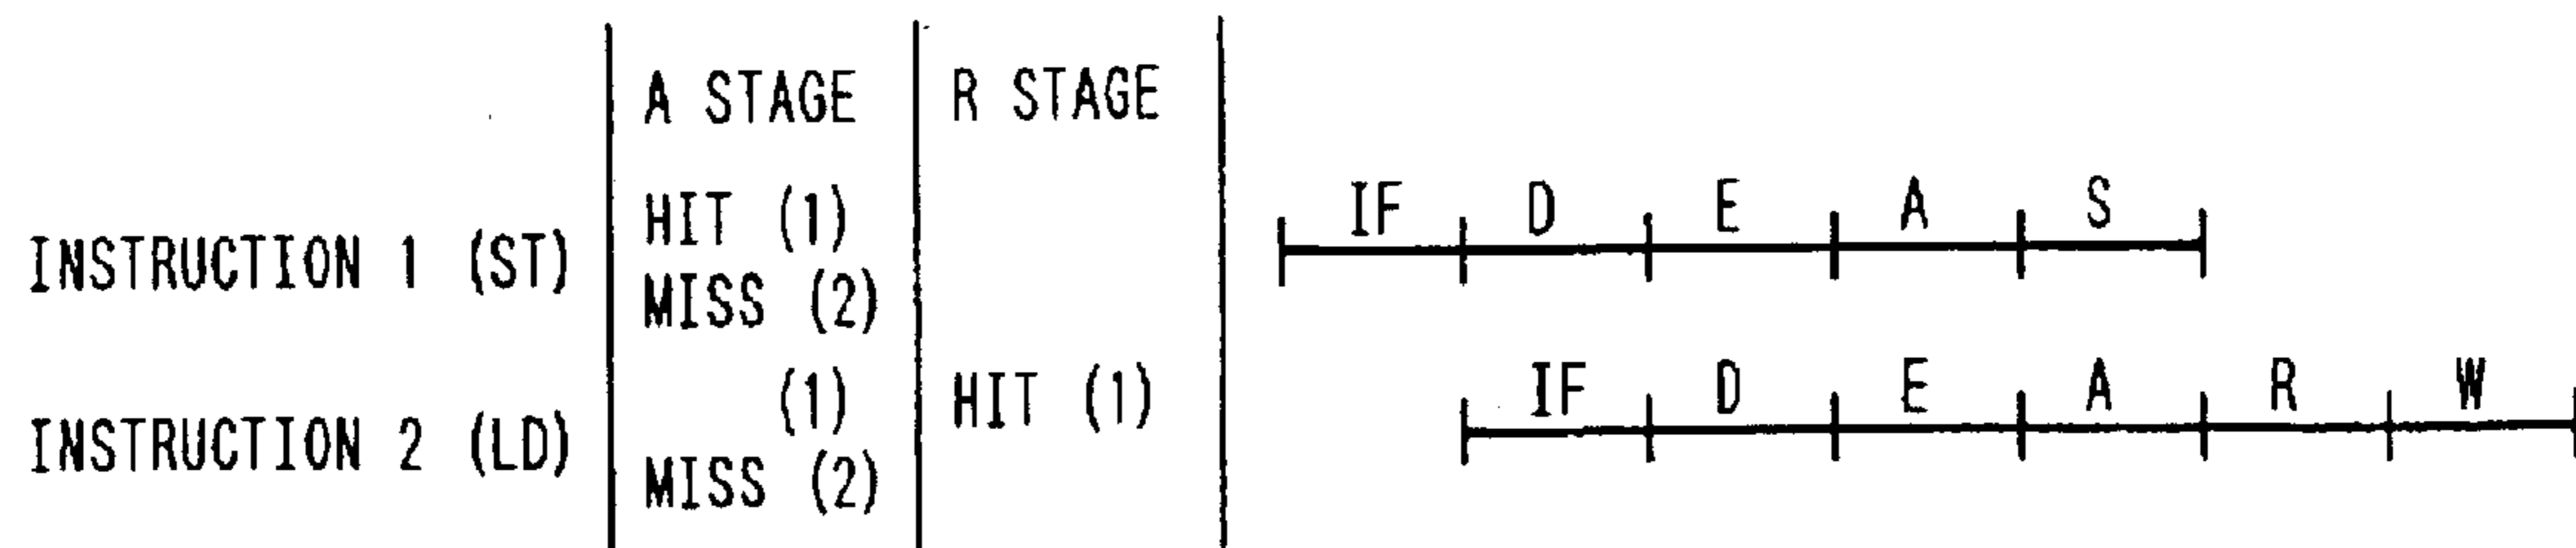 A STAGE R STAGE
HIT (1) IF D E A S
INSTRUCTION 1 (ST)
MISS (2)
(1) HIT (1) IF D E A R W
INSTRUCTION 2 (LD)
MISS (2)